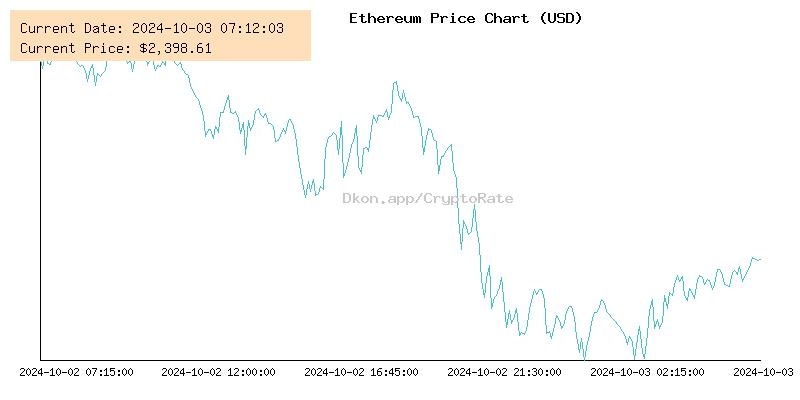 Ethereum Price Chart (USD)
Current Date: 2024-10-03 07:12:03
Current Price: $2,398.61
Dkon.app/CryptoRate
2024-10-02 07:15:00 2024-10-02 12:00:00 2024-10-02 16:45:00 2024-10-02 21:30:00 2024-10-03 02:15:00 2024-10-03